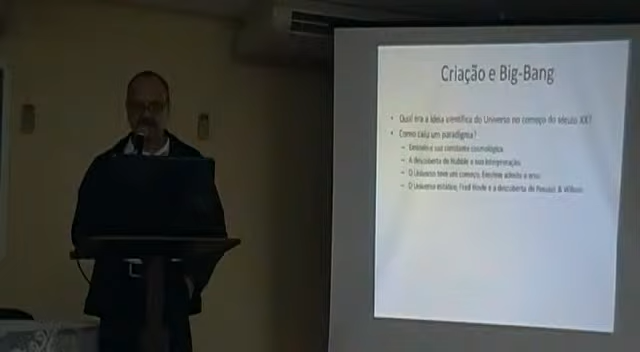 Criação e Big-Bang
• Qual era a ideia científica do Universo no começo do século XX?
• Como caiu um paradigma?
– Einstein e sua constante cosmológica
– A descoberta de Hubble e sua interpretação
– O Universo teve um começo, Einstein admite o erro
– O Universo estático, Fred Hoyle e a descoberta de Penzias & Wilson